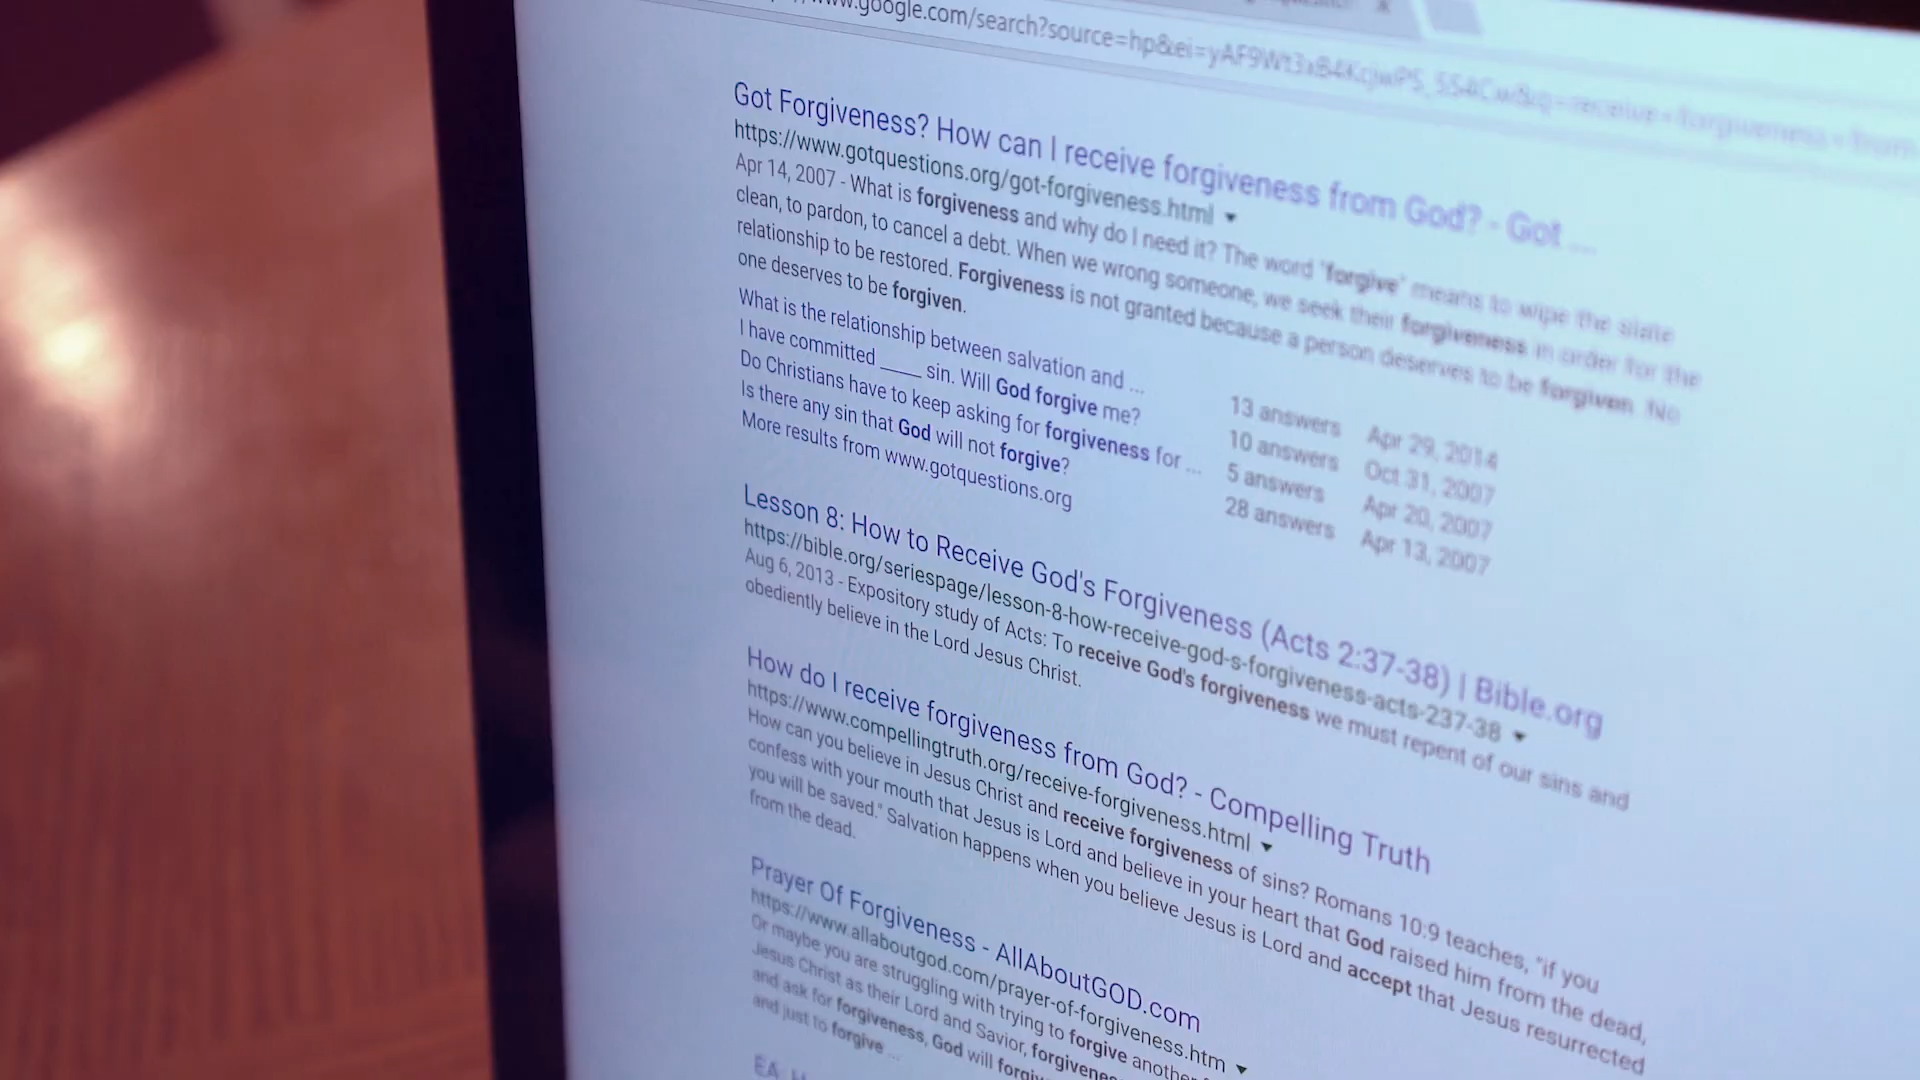 www.google.com/search?source=hp&ei=
Got Forgiveness? How can I receive forgiveness from God? - Got ...
https://www.gotquestions.org/got-forgiveness.html ▼
Apr 14, 2007 - What is forgiveness and why do I need it? The word "forgive" means to wipe the slate
clean, to pardon, to cancel a debt. When we wrong someone, we seek their forgiveness in order for the
relationship to be restored. Forgiveness is not granted because a person deserves to be forgiven. No
one deserves to be forgiven.
What is the relationship between salvation and ... 13 answers Apr 29, 2014
I have committed ____ sin. Will God forgive me? 10 answers Oct 31, 2007
Do Christians have to keep asking for forgiveness for ... 5 answers Apr 20, 2007
Is there any sin that God will not forgive? 28 answers Apr 13, 2007
More results from www.gotquestions.org
Lesson 8: How to Receive God's Forgiveness (Acts 2:37-38) | Bible.org
https://bible.org/seriespage/lesson-8-how-receive-god-s-forgiveness-acts-237-38 ▼
Aug 6, 2013 - Expository study of Acts: To receive God's forgiveness we must repent of our sins and
obediently believe in the Lord Jesus Christ.
How do I receive forgiveness from God? - Compelling Truth
https://www.compellingtruth.org/receive-forgiveness.html ▼
How can you believe in Jesus Christ and receive forgiveness of sins? Romans 10:9 teaches, "if you
confess with your mouth that Jesus is Lord and believe in your heart that God raised him from the dead,
you will be saved." Salvation happens when you believe Jesus is Lord and accept that Jesus resurrected
from the dead.
Prayer Of Forgiveness - AllAboutGOD.com
https://www.allaboutgod.com/prayer-of-forgiveness.htm ▼
Or maybe you are struggling with trying to forgive another
Jesus Christ as their Lord and Savior, forgiveness
and ask for forgiveness, God will
and just to forgive ...